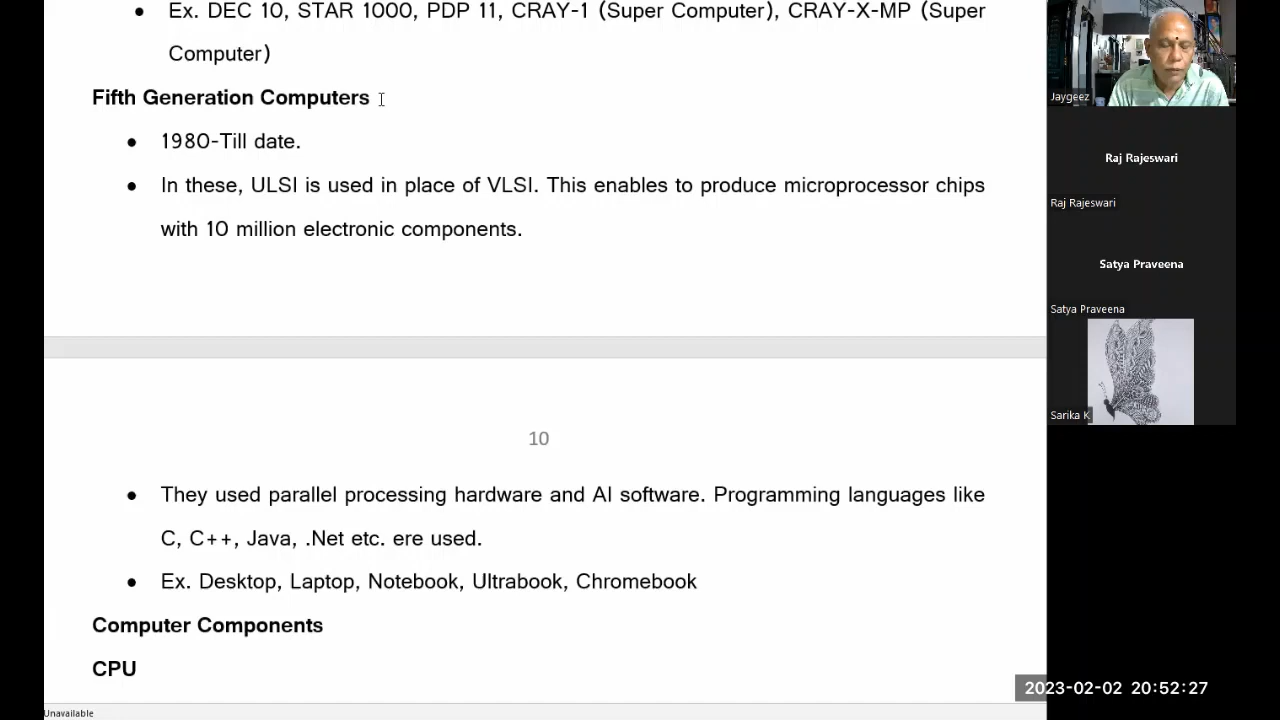 Ex. DEC 10, STAR 1000, PDP 11, CRAY-1 (Super Computer), CRAY-X-MP (Super
Computer)
Fifth Generation Computers
1980-Till date.
In these, ULSI is used in place of VLSI. This enables to produce microprocessor chips
with 10 million electronic components.
10
They used parallel processing hardware and AI software. Programming languages like
C, C++, Java, .Net etc. ere used.
Ex. Desktop, Laptop, Notebook, Ultrabook, Chromebook
Computer Components
CPU
Unavailable
Jaygeez
Raj Rajeswari
Raj Rajeswari
Satya Praveena
Satya Praveena
Sarika K
2023-02-02 20:52:27